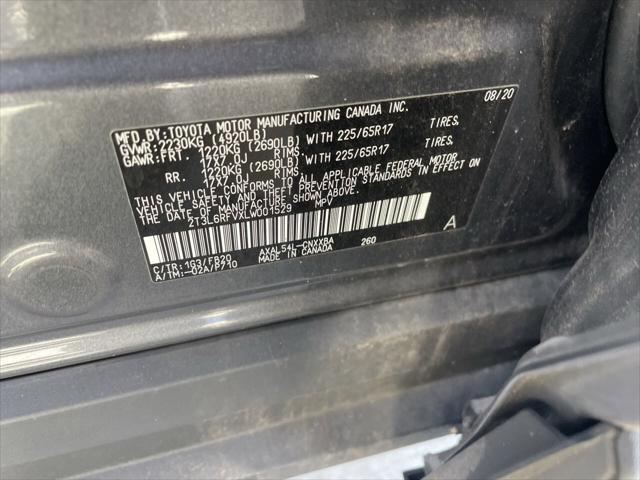 MFD. BY:TOYOTA MOTOR MANUFACTURING CANADA INC. 08/20
GVWR:2230KG (4920LB)
GAWR:FRT. 1220KG (2690LB) WITH 225/65R17 TIRES,
17X7.0J RIMS,
RR. 1220KG (2690LB) WITH 225/65R17 TIRES,
17X7.0J RIMS.
THIS VEHICLE CONFORMS TO ALL APPLICABLE FEDERAL MOTOR
VEHICLE SAFETY AND THEFT PREVENTION STANDARDS IN EFFECT ON
THE DATE OF MANUFACTURE SHOWN ABOVE.
2T3L6RFVXLW001529 MPV
A
C/TR:1G3/FB20 AXAL54L-CNXXBA 260
A/TM:-02A/F710 MADE IN CANADA